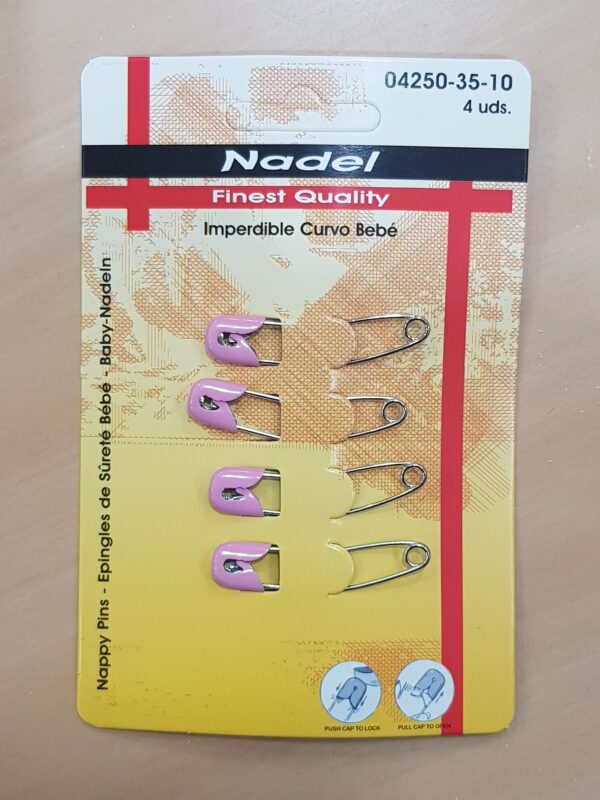 04250-35-10
4 uds.
Nadel
Finest Quality
Imperdible Curvo Bebé
Nappy Pins - Epingles de Sûreté Bébé - Baby-Nadeln
PUSH CAP TO LOCK
PULL CAP TO OPEN